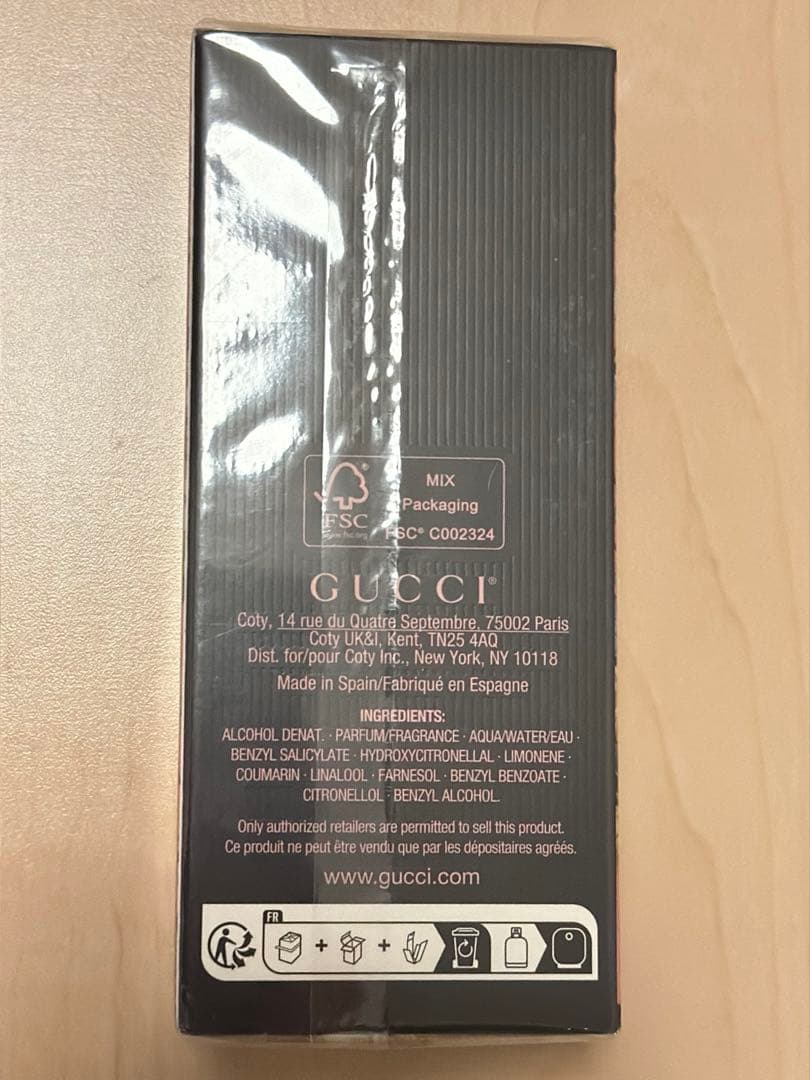 MIX
Packaging
FSC
www.fsc.org
FSC® C002324
GUCCI®
Coty, 14 rue du Quatre Septembre, 75002 Paris
Coty UK&I, Kent, TN25 4AQ
Dist. for/pour Coty Inc., New York, NY 10118
Made in Spain/Fabriqué en Espagne
INGREDIENTS:
ALCOHOL DENAT. · PARFUM/FRAGRANCE · AQUA/WATER/EAU ·
BENZYL SALICYLATE · HYDROXYCITRONELLAL · LIMONENE ·
COUMARIN · LINALOOL · FARNESOL · BENZYL BENZOATE ·
CITRONELLOL · BENZYL ALCOHOL.
Only authorized retailers are permitted to sell this product.
Ce produit ne peut être vendu que par les dépositaires agréés.
www.gucci.com
FR